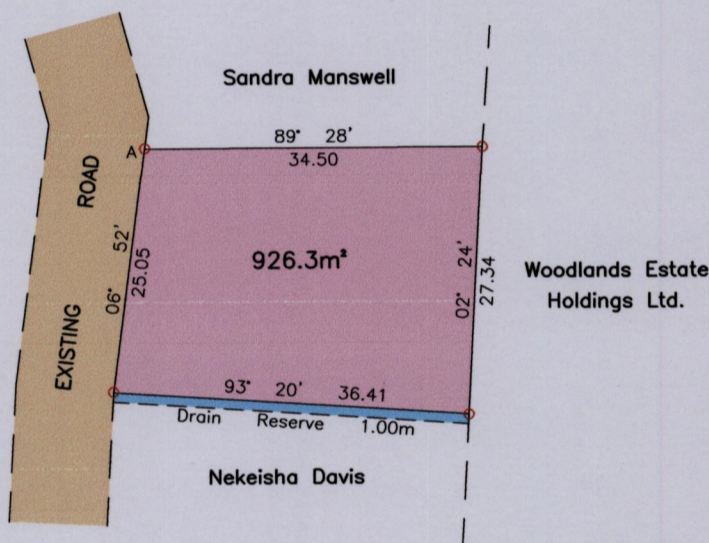 Sandra Manswell
89° 28'
34.50
A
ROAD
EXISTING
06° 52'
25.05
926.3m²
02° 24'
27.34
Woodlands Estate
Holdings Ltd.
93° 20' 36.41
Drain Reserve 1.00m
Nekeisha Davis